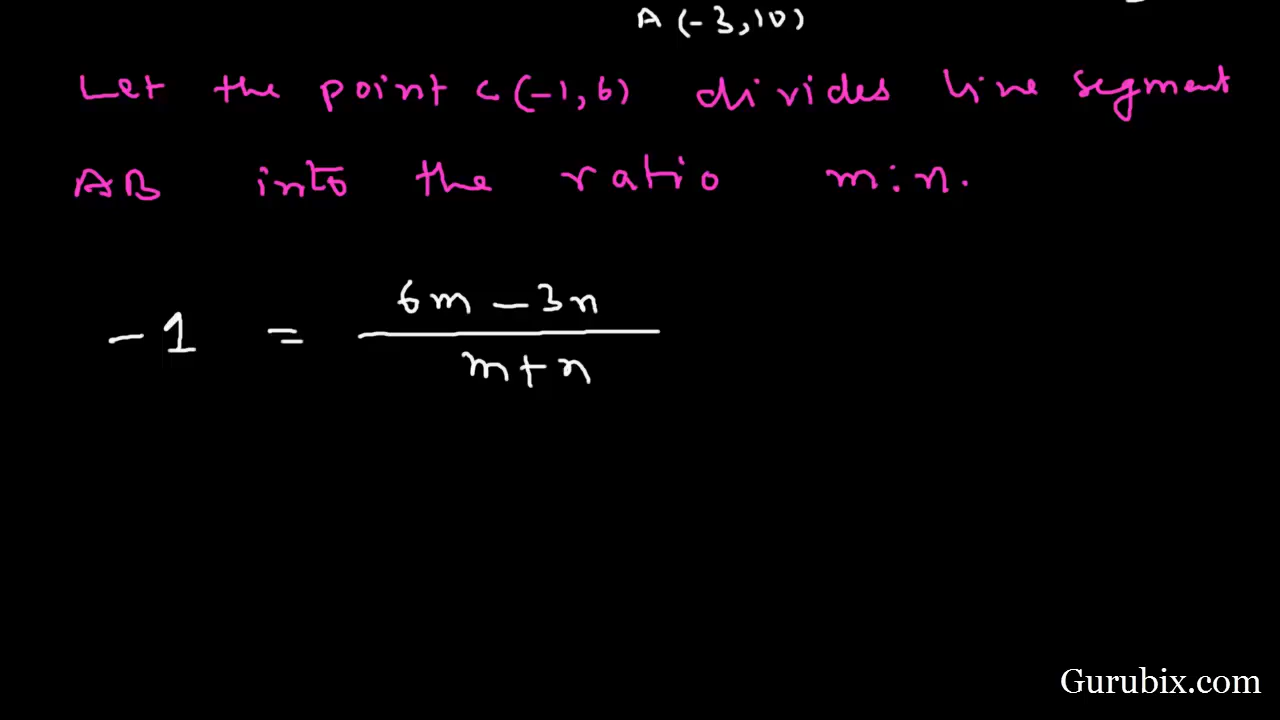 A (-3,10)
Let the point C (-1,6) divides line segment
AB into the ratio m:n.
6m - 3n
-1 = ―――――
m+n
Gurubix.com